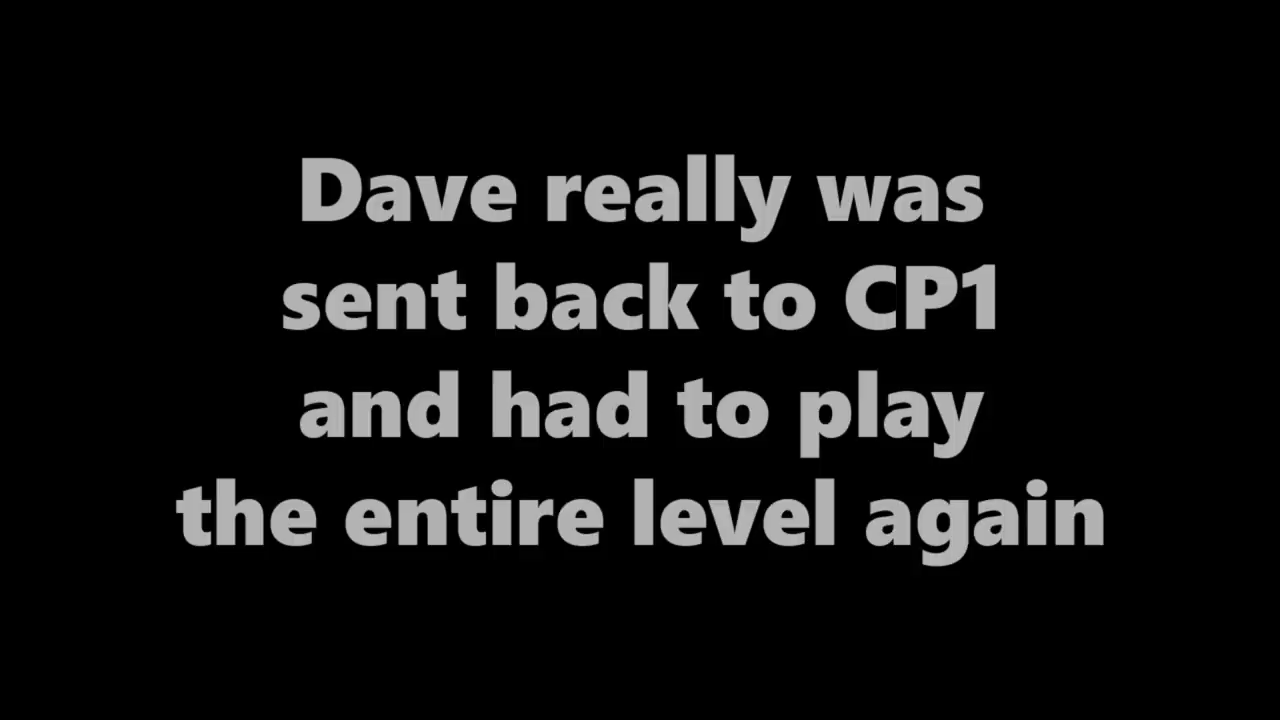 Dave really was
sent back to CP1
and had to play
the entire level again